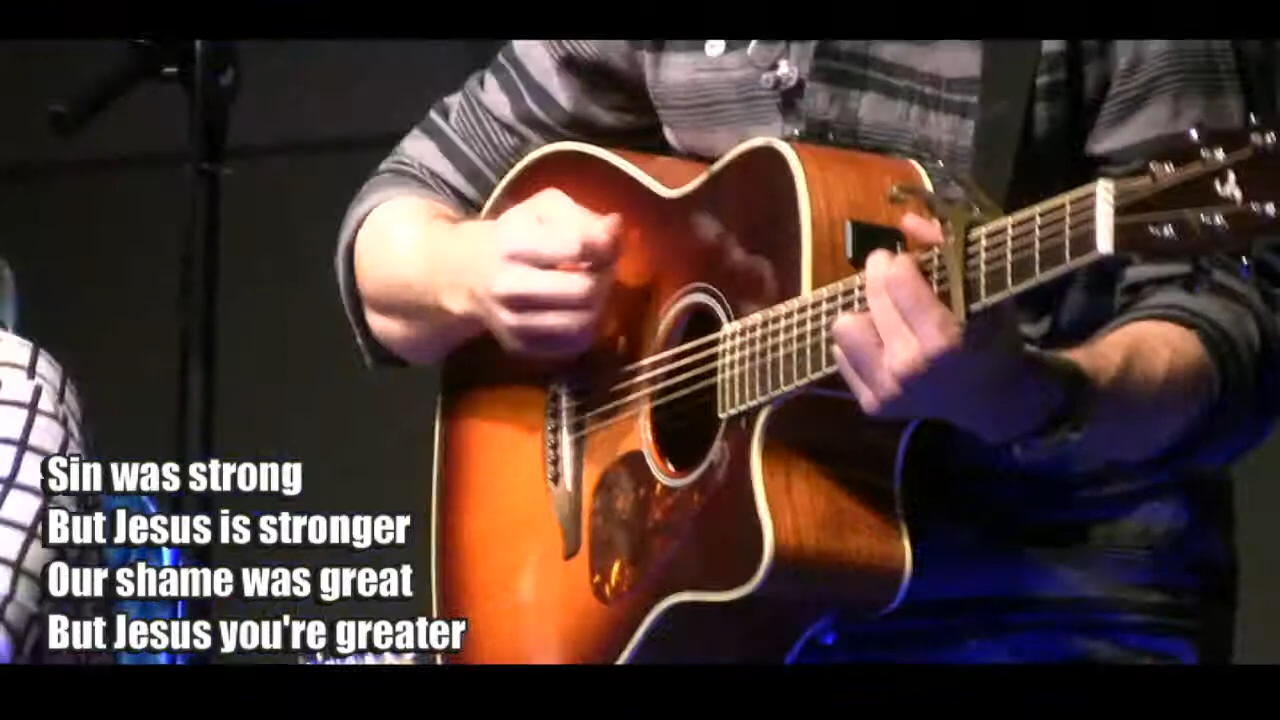 Sin was strong
But Jesus is stronger
Our shame was great
But Jesus you're greater